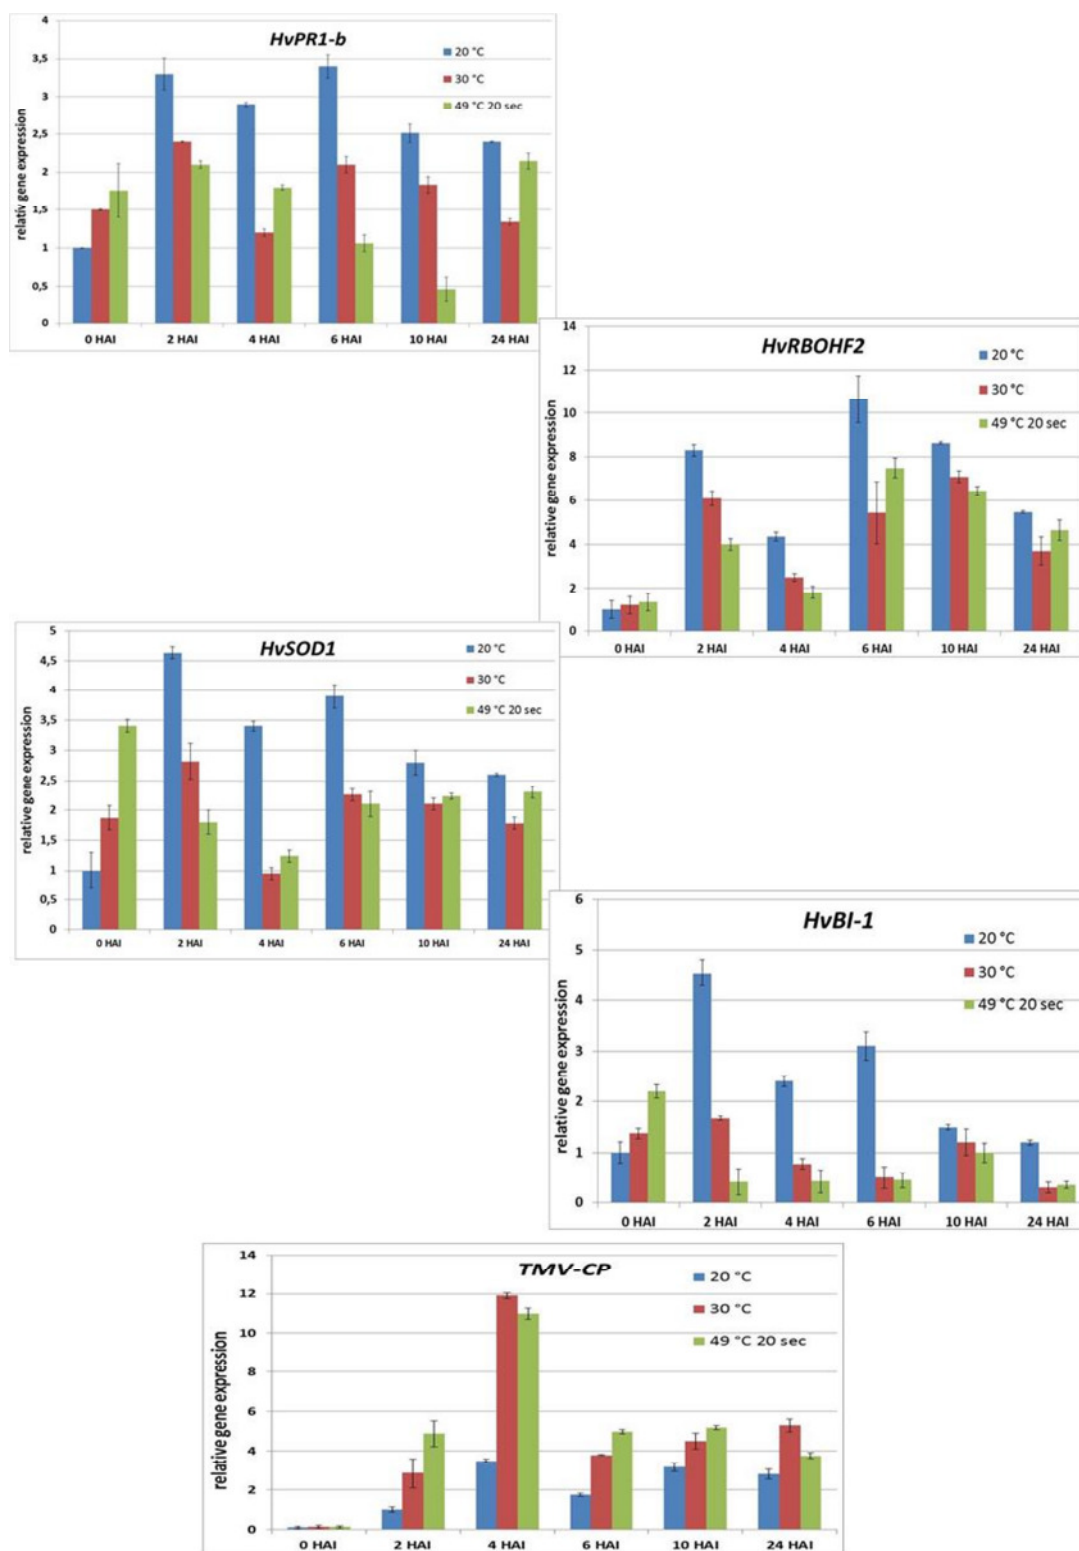 HvPR1-b
20 °C
30 °C
49 °C 20 sec
relativ gene expression
4
3,5
3
2,5
2
1,5
1
0,5
0
0 HAI 2 HAI 4 HAI 6 HAI 10 HAI 24 HAI
HvRBOHF2
20 °C
30 °C
49 °C 20 sec
relative gene expression
14
12
10
8
6
4
2
0
0 HAI 2 HAI 4 HAI 6 HAI 10 HAI 24 HAI
HvSOD1
20 °C
30 °C
49 °C 20 sec
relative gene expression
5
4,5
4
3,5
3
2,5
2
1,5
1
0,5
0
0 HAI 2 HAI 4 HAI 6 HAI 10 HAI 24 HAI
HvBI-1
20 °C
30 °C
49 °C 20 sec
relative gene expression
6
5
4
3
2
1
0
0 HAI 2 HAI 4 HAI 6 HAI 10 HAI 24 HAI
TMV-CP
20 °C
30 °C
49 °C 20 sec
relative gene expression
14
12
10
8
6
4
2
0
0 HAI 2 HAI 4 HAI 6 HAI 10 HAI 24 HAI